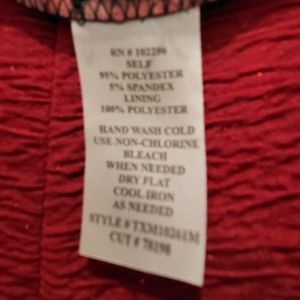 RN # 102296
SELF
95% POLYESTER
5% SPANDEX
LINING
100% POLYESTER
HAND WASH COLD
USE NON-CHLORINE
BLEACH
WHEN NEEDED
DRY FLAT
COOL IRON
AS NEEDED
STYLE # TXM10261M
CUT # 78198